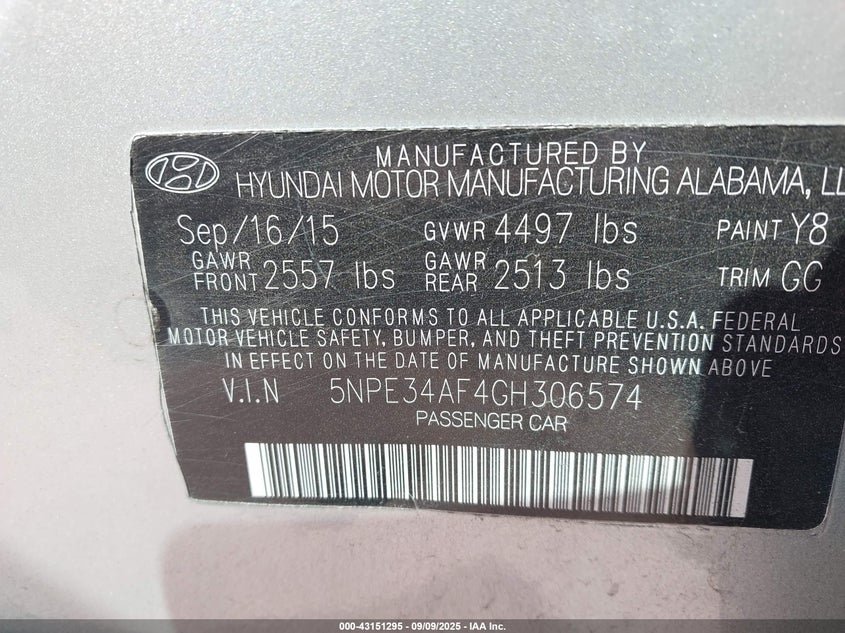 MANUFACTURED BY
HYUNDAI MOTOR MANUFACTURING ALABAMA,
Sep/16/15 GVWR 4497 lbs PAINT Y8
GAWR FRONT 2557 lbs GAWR REAR 2513 lbs TRIM GG
THIS VEHICLE CONFORMS TO ALL APPLICABLE U.S.A. FEDERAL
MOTOR VEHICLE SAFETY, BUMPER, AND THEFT PREVENTION STANDARDS
IN EFFECT ON THE DATE OF MANUFACTURE SHOWN ABOVE
V.I.N 5NPE34AF4GH306574
PASSENGER CAR
000-43151295 - 09/09/2025 - IAA Inc.